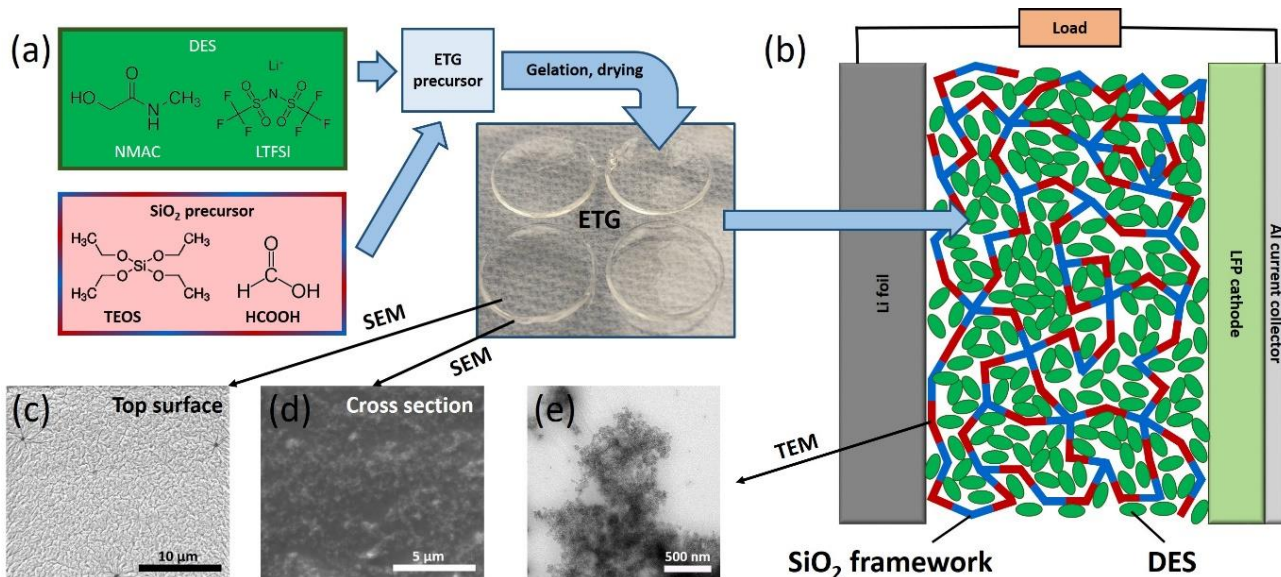 (a)
DES
HO
O
N
H
CH₃
NMAC
Li⁺
F
F
F
S
O
O
N
S
O
O
F
F
F
LTFSI
ETG
precursor
Gelation, drying
SiO₂ precursor
H₃C
CH₃
O
O
Si
O
O
H₃C
CH₃
TEOS
O
C
H
OH
HCOOH
ETG
SEM
SEM
(b)
Load
Li foil
LFP cathode
Al current collector
TEM
SiO₂ framework
DES
(c)
Top surface
10 μm
(d)
Cross section
5 μm
(e)
500 nm